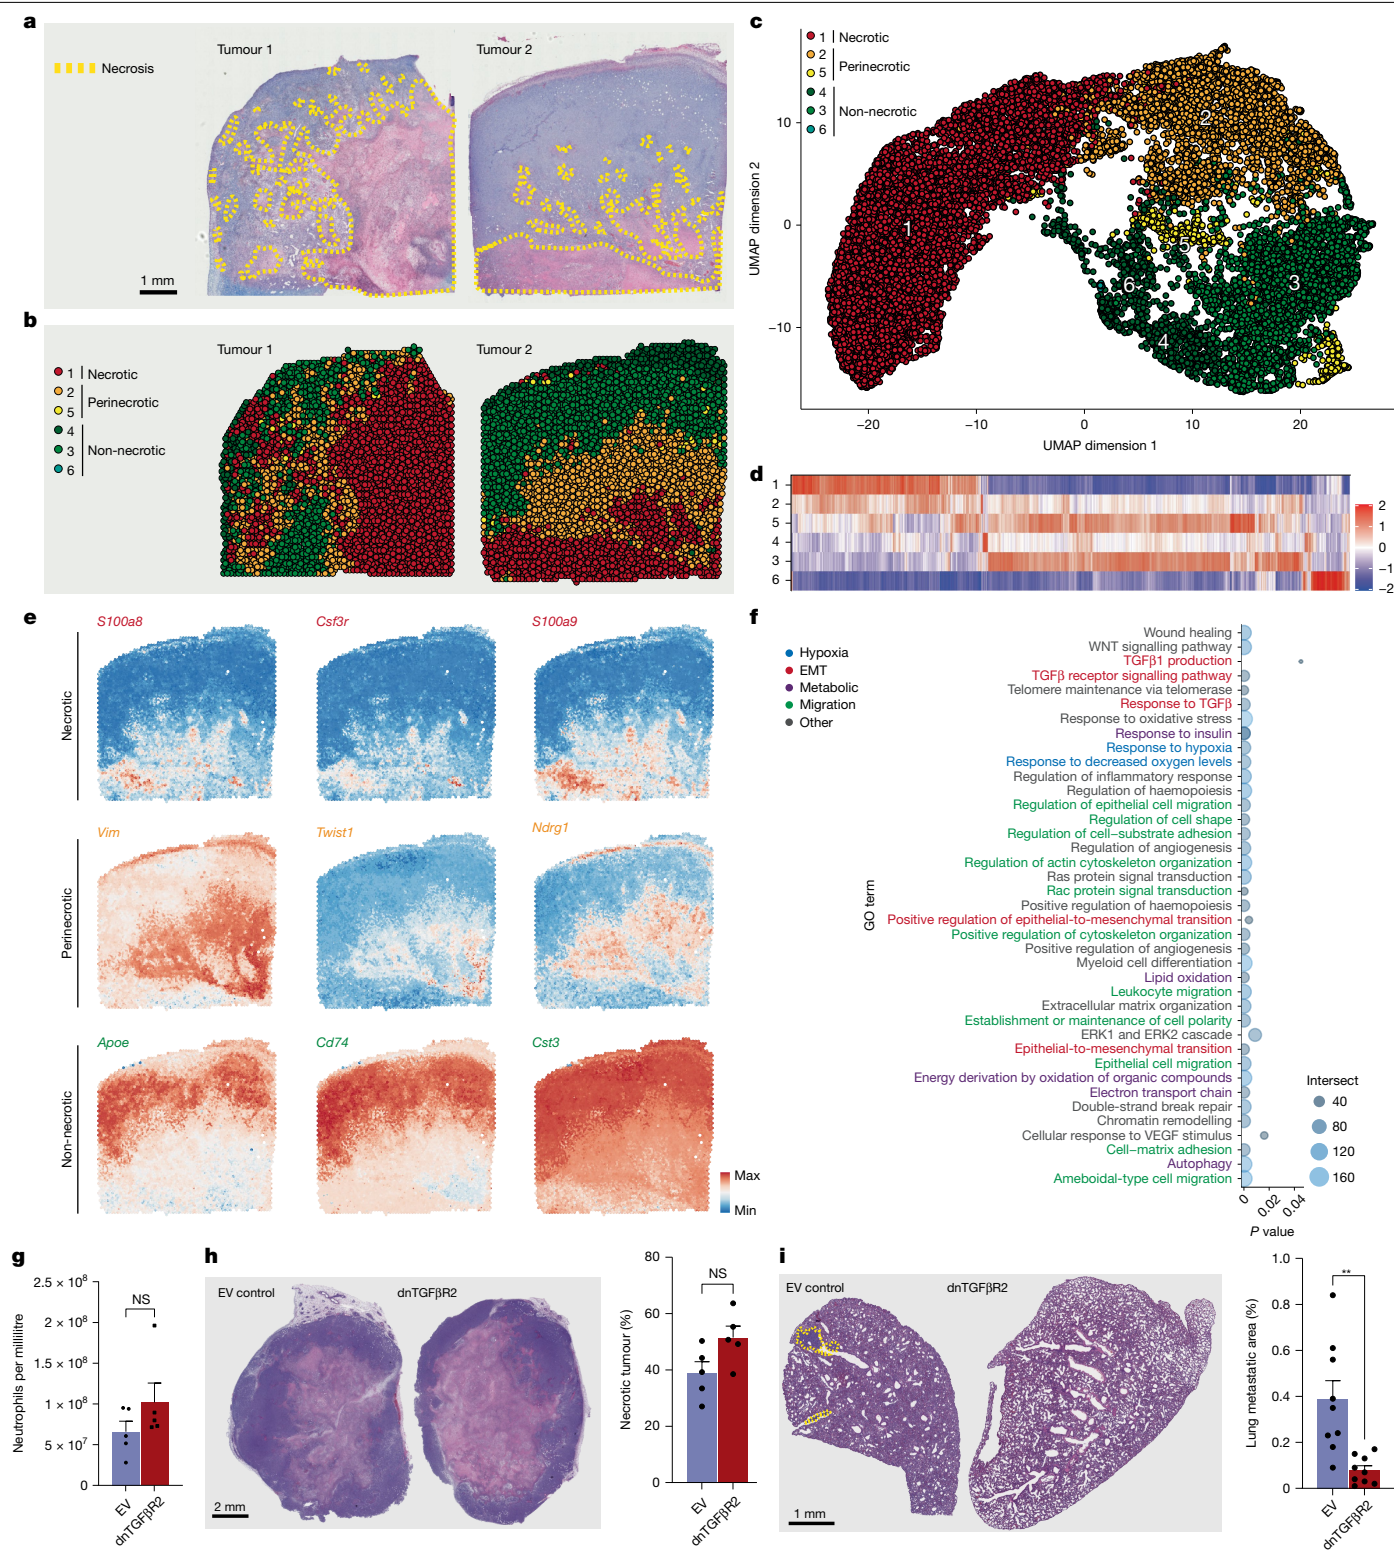 a
Tumour 1
Tumour 2
Necrosis
1 mm
b
Tumour 1
Tumour 2
1 Necrotic
2
Perinecrotic
5
4
3 Non-necrotic
6
c
1 Necrotic
2
Perinecrotic
5
4
3 Non-necrotic
6
UMAP dimension 2
10
0
−10
1
2
3
4
5
6
−20
−10
0
10
20
UMAP dimension 1
d
1
2
5
4
3
6
2
1
0
−1
−2
e
S100a8
Csf3r
S100a9
Necrotic
Vim
Twist1
Ndrg1
Perinecrotic
Apoe
Cd74
Cst3
Non-necrotic
Max
Min
f
Hypoxia
EMT
Metabolic
Migration
Other
GO term
Wound healing
WNT signalling pathway
TGFβ1 production
TGFβ receptor signalling pathway
Telomere maintenance via telomerase
Response to TGFβ
Response to oxidative stress
Response to insulin
Response to hypoxia
Response to decreased oxygen levels
Regulation of inflammatory response
Regulation of haemopoiesis
Regulation of epithelial cell migration
Regulation of cell shape
Regulation of cell−substrate adhesion
Regulation of angiogenesis
Regulation of actin cytoskeleton organization
Ras protein signal transduction
Rac protein signal transduction
Positive regulation of haemopoiesis
Positive regulation of epithelial-to-mesenchymal transition
Positive regulation of cytoskeleton organization
Positive regulation of angiogenesis
Myeloid cell differentiation
Lipid oxidation
Leukocyte migration
Extracellular matrix organization
Establishment or maintenance of cell polarity
ERK1 and ERK2 cascade
Epithelial-to-mesenchymal transition
Epithelial cell migration
Energy derivation by oxidation of organic compounds
Electron transport chain
Double-strand break repair
Chromatin remodelling
Cellular response to VEGF stimulus
Cell−matrix adhesion
Autophagy
Ameboidal-type cell migration
0
0.02
0.04
P value
Intersect
40
80
120
160
g
Neutrophils per millilitre
2.5 × 10⁸
2 × 10⁸
1.5 × 10⁸
1 × 10⁸
5 × 10⁷
0
NS
EV
dnTGFβR2
h
EV control
dnTGFβR2
2 mm
Necrotic tumour (%)
80
60
40
20
0
NS
EV
dnTGFβR2
i
EV control
dnTGFβR2
1 mm
Lung metastatic area (%)
1.0
0.8
0.6
0.4
0.2
0
**
EV
dnTGFβR2